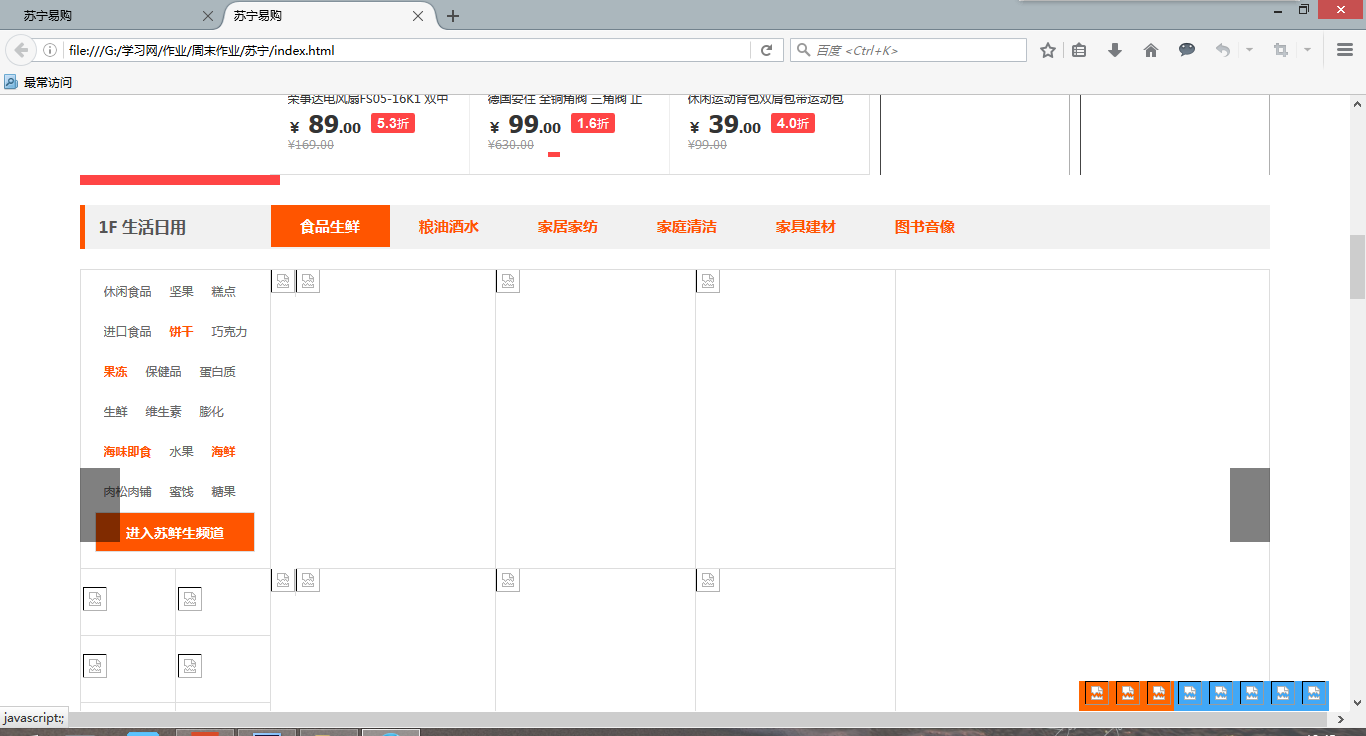 苏宁易购
苏宁易购
file:///G:/学习网/作业/周末作业/苏宁/index.html
百度 <Ctrl+K>
最常访问
荣事达电风扇FS05-16K1 双中
德国姿仕 全铜角阀 三角阀 止
休闲运动背包双肩包带运动包
¥ 89.00 5.3折
¥ 99.00 1.6折
¥ 39.00 4.0折
¥169.00
¥630.00
¥99.00
1F 生活日用
食品生鲜
粮油酒水
家居家纺
家庭清洁
家具建材
图书音像
休闲食品 坚果 糕点
进口食品 饼干 巧克力
果冻 保健品 蛋白质
生鲜 维生素 膨化
海味即食 水果 海鲜
肉松肉铺 蜜饯 糖果
进入苏鲜生频道
javascript:;